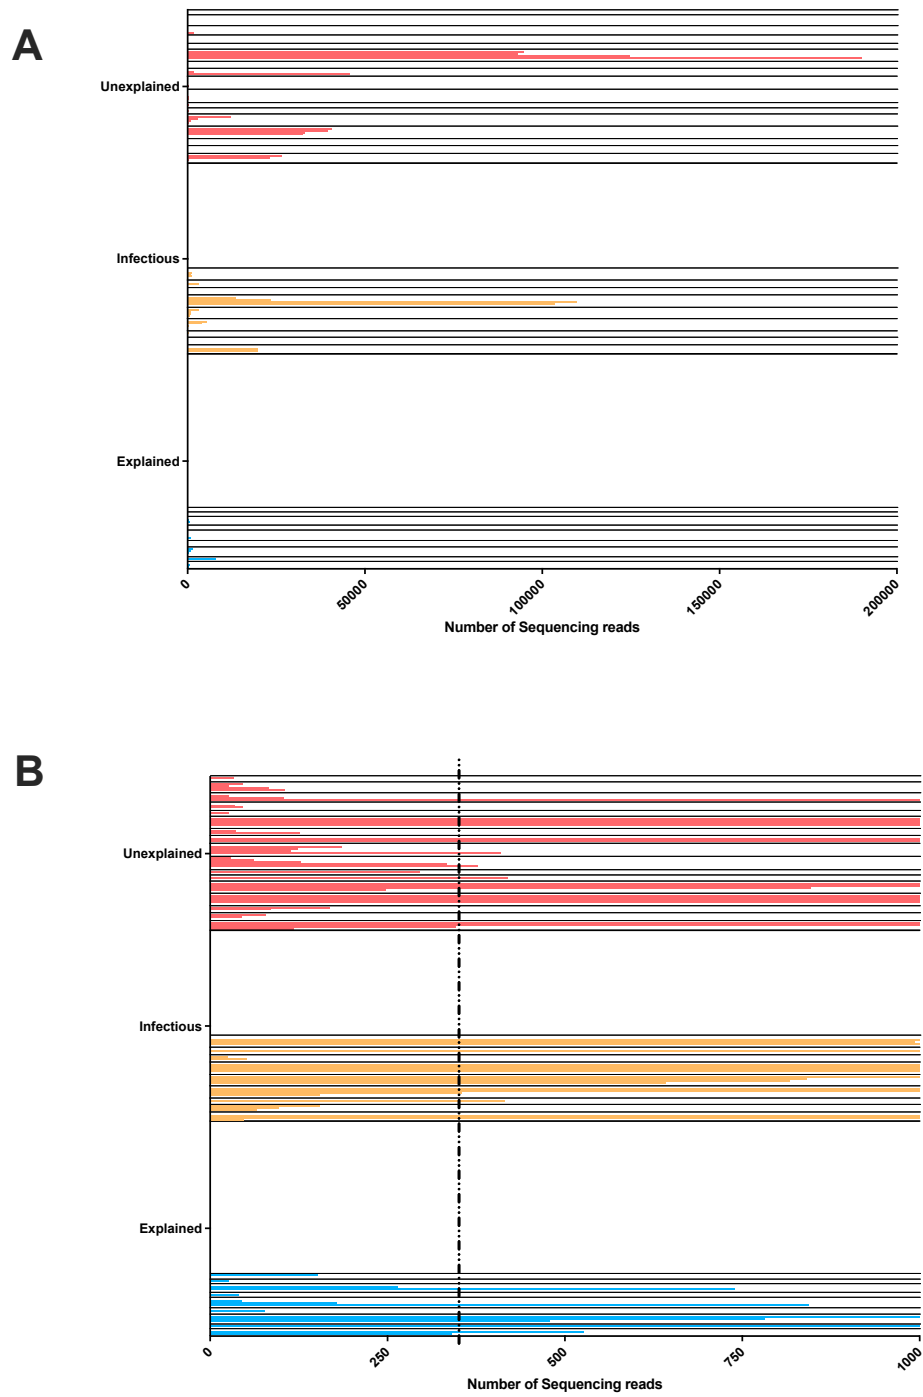 A
Unexplained
Infectious
Explained
0
50000
100000
150000
200000
Number of Sequencing reads
B
Unexplained
Infectious
Explained
0
250
500
750
1000
Number of Sequencing reads